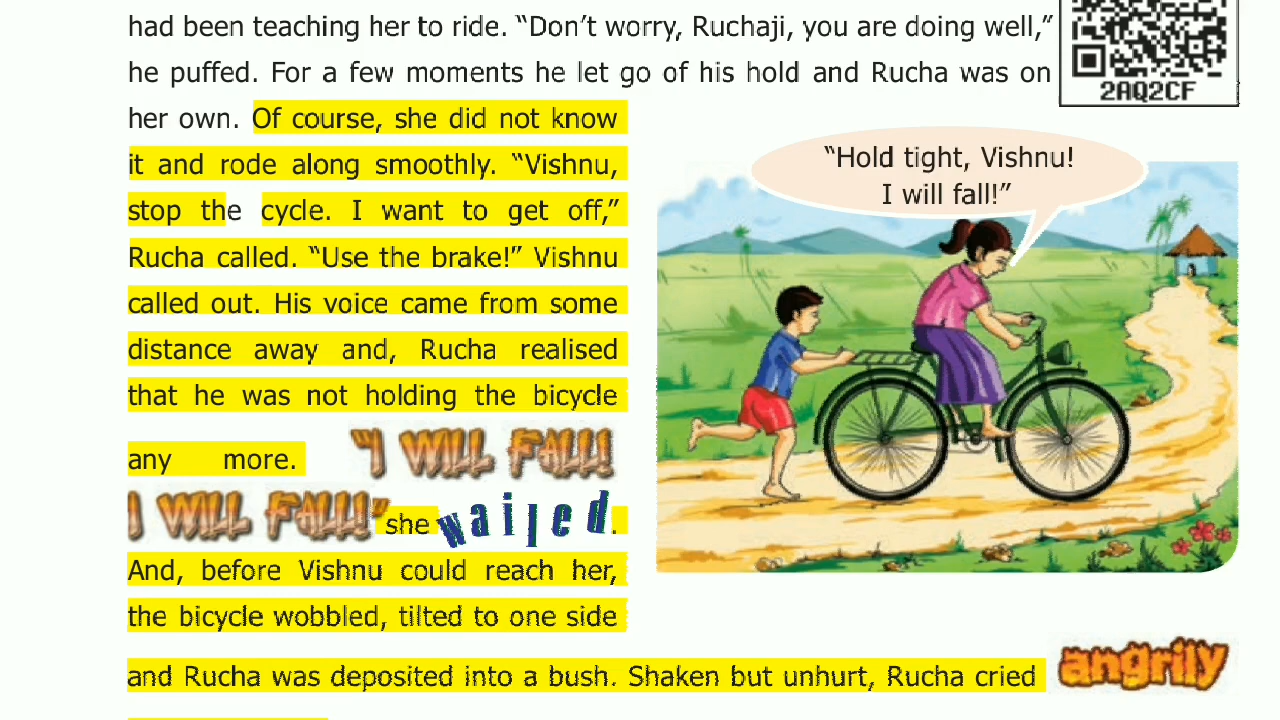 had been teaching her to ride. “Don’t worry, Ruchaji, you are doing well,”
he puffed. For a few moments he let go of his hold and Rucha was on
2AQ2CF
her own. Of course, she did not know
it and rode along smoothly. “Vishnu,
stop the cycle. I want to get off,”
Rucha called. “Use the brake!” Vishnu
called out. His voice came from some
distance away and, Rucha realised
that he was not holding the bicycle
any more. “I WILL FALL!
I WILL FALL!” she wailed.
And, before Vishnu could reach her,
the bicycle wobbled, tilted to one side
and Rucha was deposited into a bush. Shaken but unhurt, Rucha cried angrily
“Hold tight, Vishnu!
I will fall!”